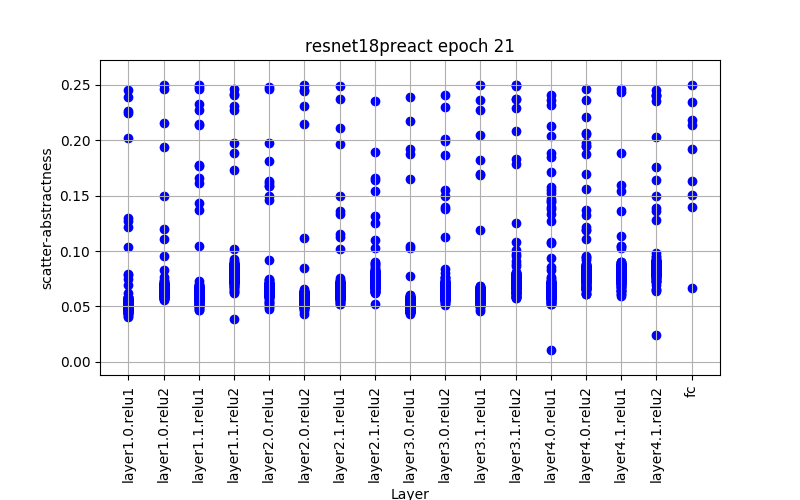 resnet18preact epoch 21
scatter-abstractness
0.25
0.20
0.15
0.10
0.05
0.00
layer1.0.relu1
layer1.0.relu2
layer1.1.relu1
layer1.1.relu2
layer2.0.relu1
layer2.0.relu2
layer2.1.relu1
layer2.1.relu2
layer3.0.relu1
layer3.0.relu2
layer3.1.relu1
layer3.1.relu2
layer4.0.relu1
layer4.0.relu2
layer4.1.relu1
layer4.1.relu2
fc
Layer